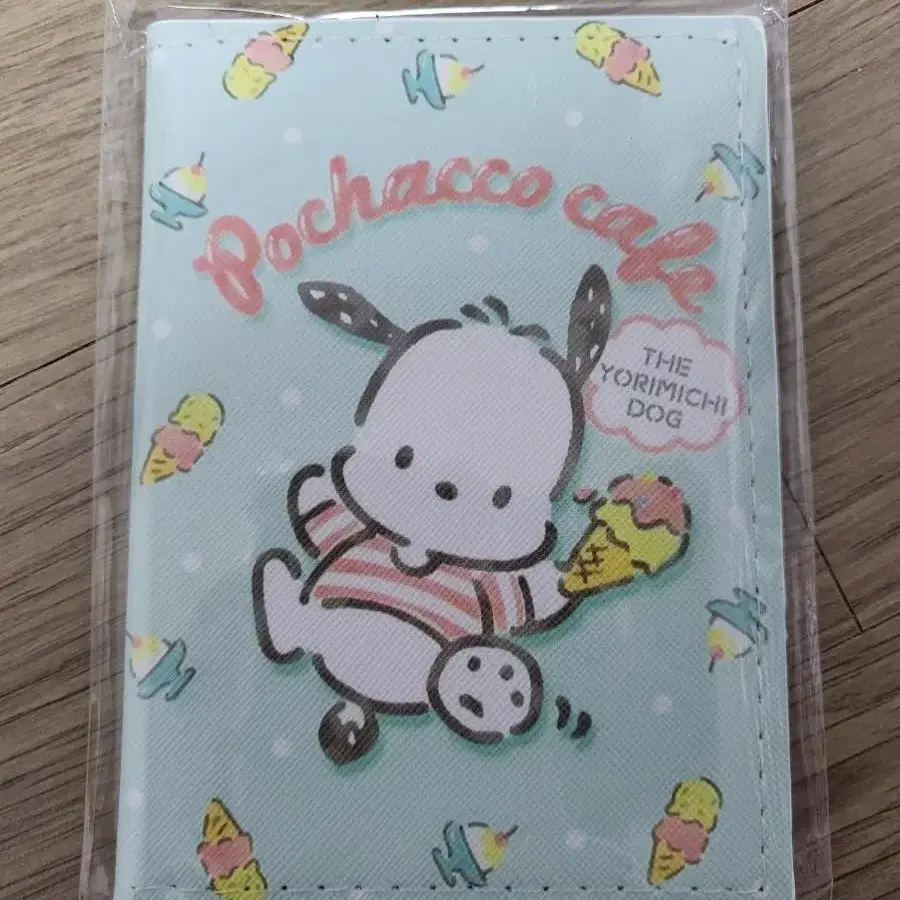 Pochacco cafe
THE
YORIMICHI
DOG